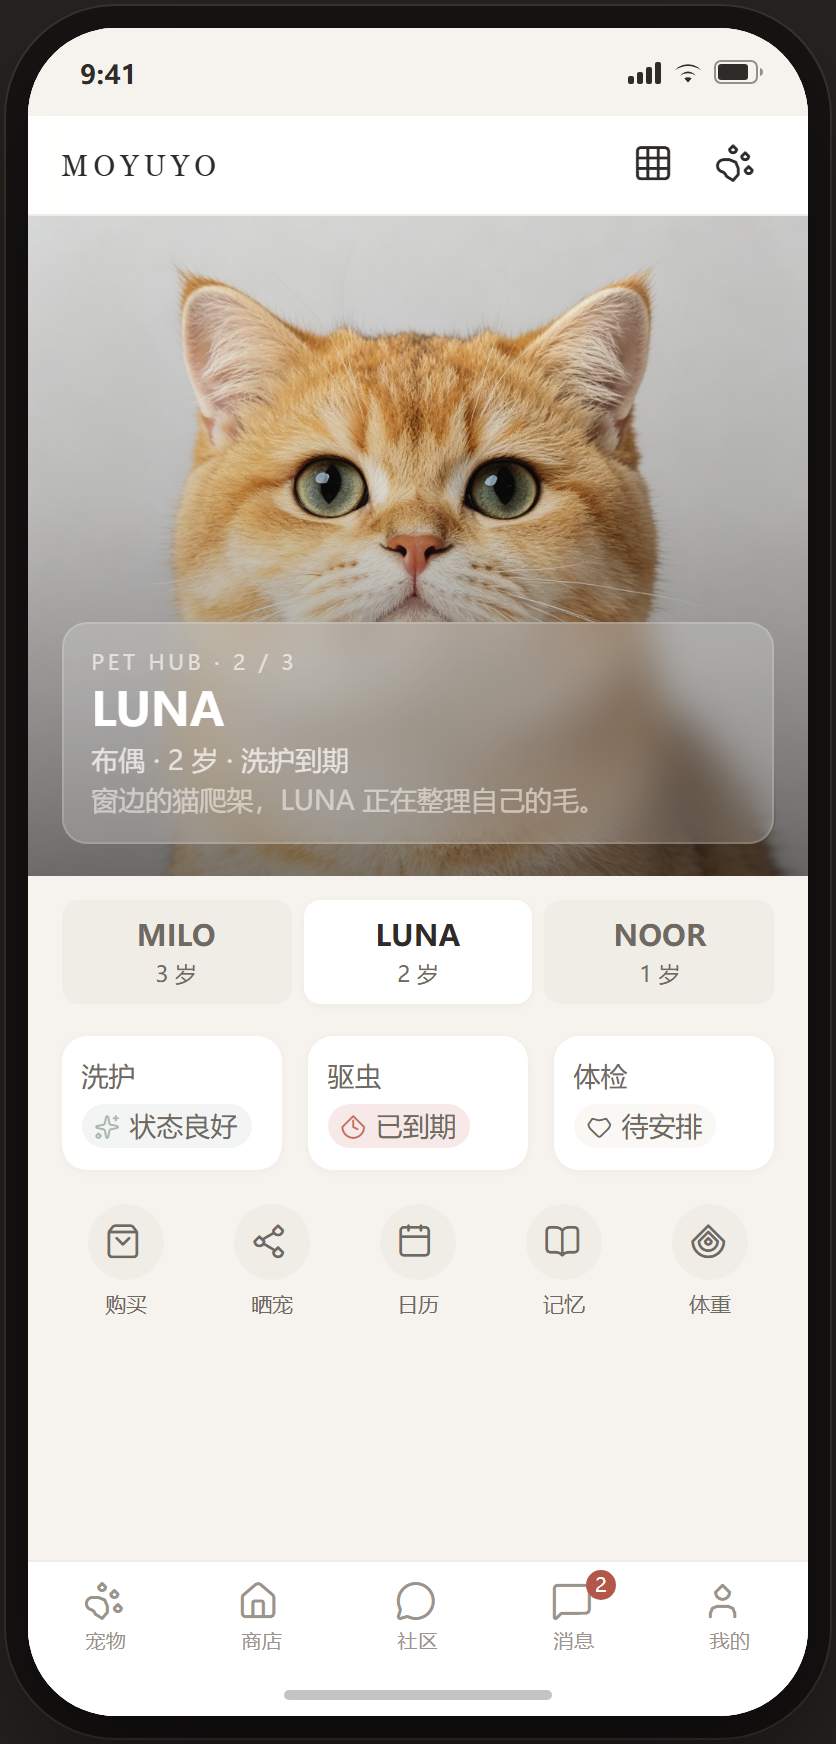 9:41
MOYUYO
PET HUB · 2 / 3
LUNA
布偶 · 2 岁 · 洗护到期
窗边的猫爬架，LUNA 正在整理自己的毛。
MILO
3 岁
LUNA
2 岁
NOOR
1 岁
洗护
状态良好
驱虫
已到期
体检
待安排
购买
晒宠
日历
记忆
体重
宠物
商店
社区
2
消息
我的